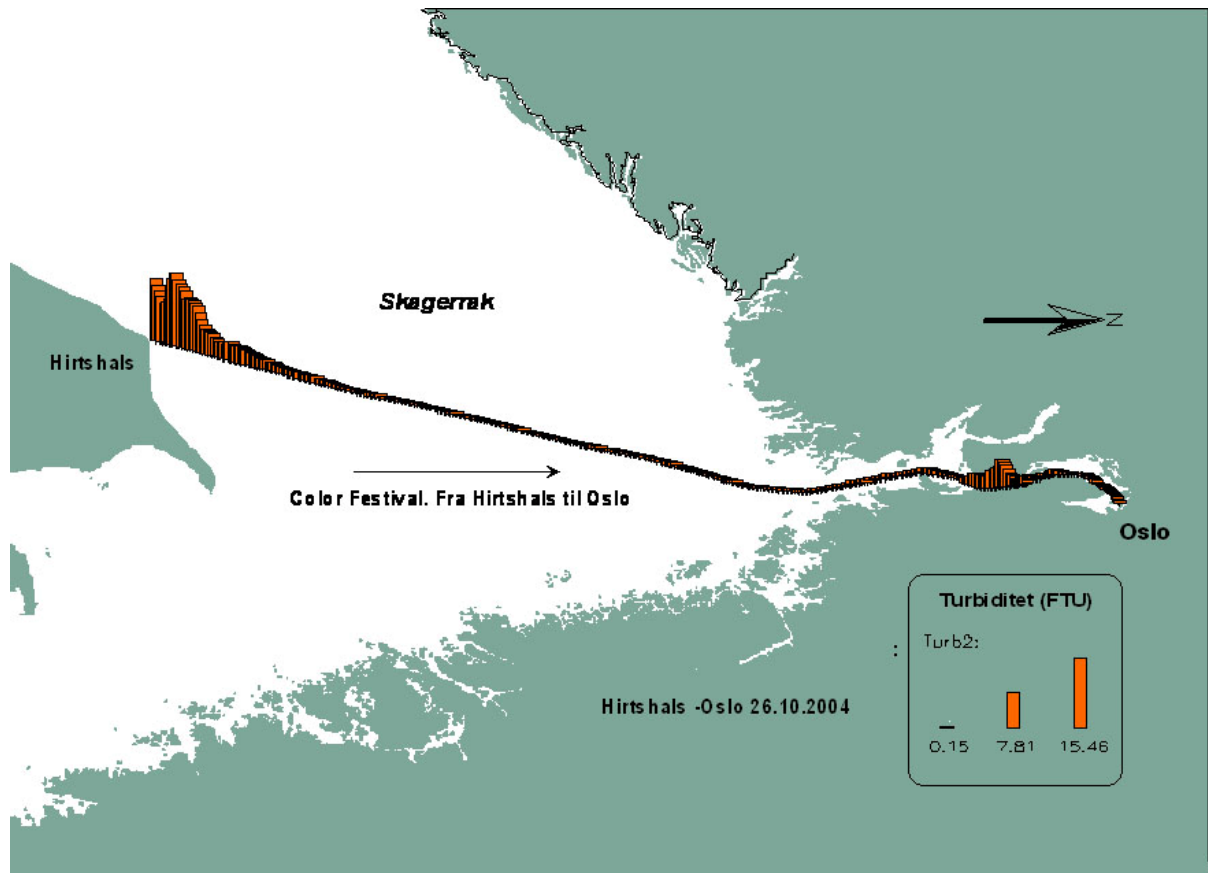 Skagerrak
N
Hirtshals
Color Festival. Fra Hirtshals til Oslo
Oslo
Turbiditet (FTU)
: Turb2:
Hirtshals -Oslo 26.10.2004
0.15 7.81 15.46